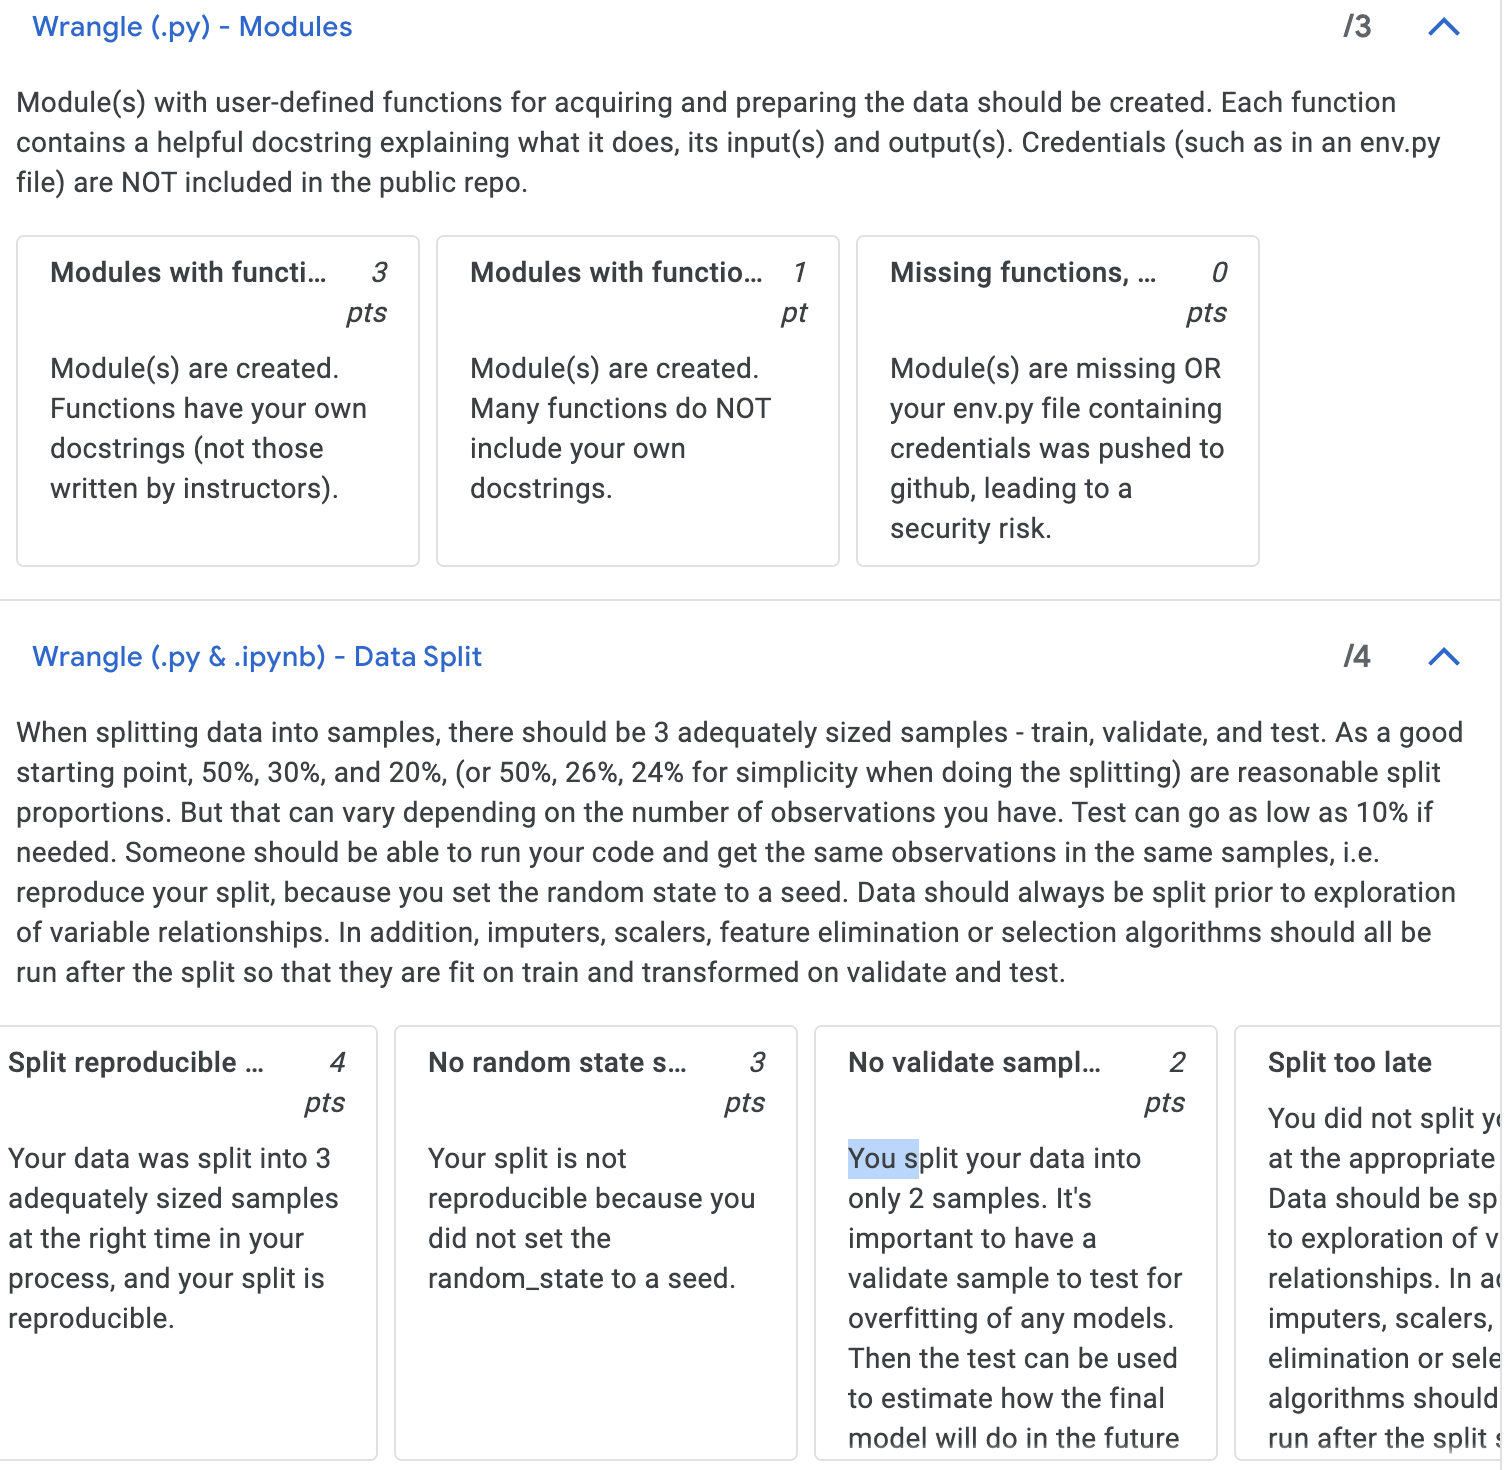 Wrangle (.py) - Modules /3
Module(s) with user-defined functions for acquiring and preparing the data should be created. Each function
contains a helpful docstring explaining what it does, its input(s) and output(s). Credentials (such as in an env.py
file) are NOT included in the public repo.
Modules with functi... 3
pts
Module(s) are created.
Functions have your own
docstrings (not those
written by instructors).
Modules with functio... 1
pt
Module(s) are created.
Many functions do NOT
include your own
docstrings.
Missing functions, ... 0
pts
Module(s) are missing OR
your env.py file containing
credentials was pushed to
github, leading to a
security risk.
Wrangle (.py & .ipynb) - Data Split /4
When splitting data into samples, there should be 3 adequately sized samples - train, validate, and test. As a good
starting point, 50%, 30%, and 20%, (or 50%, 26%, 24% for simplicity when doing the splitting) are reasonable split
proportions. But that can vary depending on the number of observations you have. Test can go as low as 10% if
needed. Someone should be able to run your code and get the same observations in the same samples, i.e.
reproduce your split, because you set the random state to a seed. Data should always be split prior to exploration
of variable relationships. In addition, imputers, scalers, feature elimination or selection algorithms should all be
run after the split so that they are fit on train and transformed on validate and test.
Split reproducible ... 4
pts
Your data was split into 3
adequately sized samples
at the right time in your
process, and your split is
reproducible.
No random state s... 3
pts
Your split is not
reproducible because you
did not set the
random_state to a seed.
No validate sampl... 2
pts
You split your data into
only 2 samples. It's
important to have a
validate sample to test for
overfitting of any models.
Then the test can be used
to estimate how the final
model will do in the future
Split too late
You did not split
at the appropriate
Data should be sp
to exploration of v
relationships. In
imputers, scalers,
elimination or sele
algorithms should
run after the split